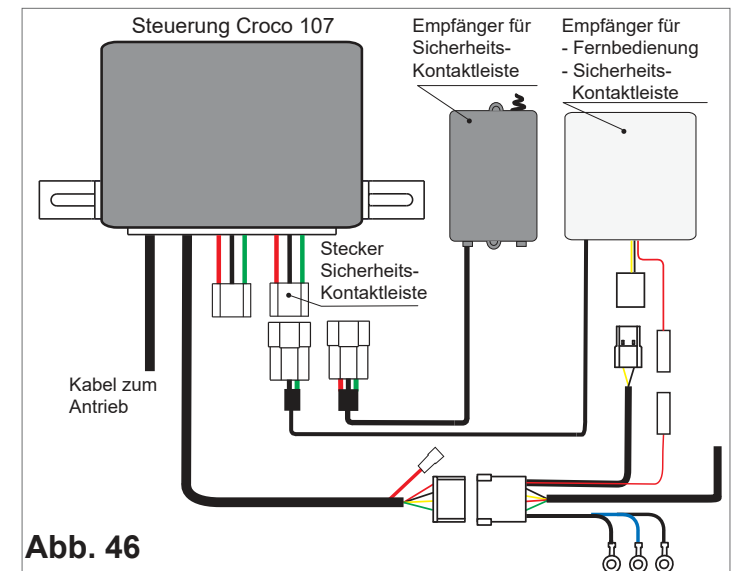 Steuerung Croco 107
Empfänger für
Sicherheits-
Kontaktleiste
Empfänger für
- Fernbedienung
- Sicherheits-
Kontaktleiste
Stecker
Sicherheits-
Kontaktleiste
Kabel zum
Antrieb
Abb. 46